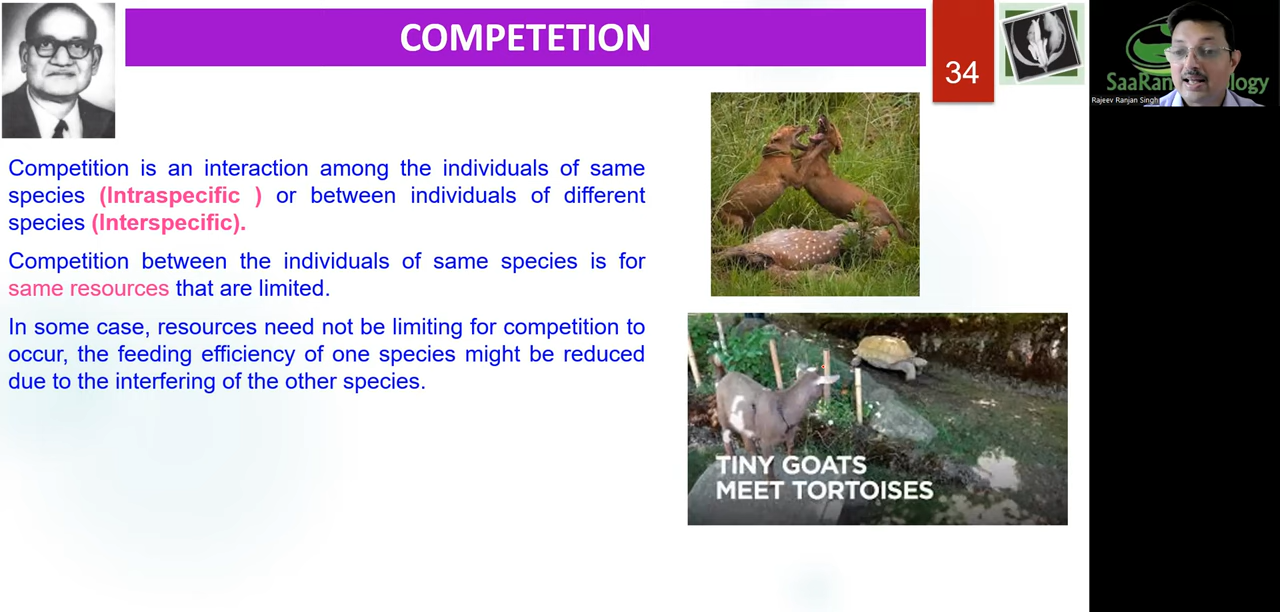 COMPETETION
34
SaaRan
logy
Rajeev Ranjan Singh
Competition is an interaction among the individuals of same
species (Intraspecific ) or between individuals of different
species (Interspecific).
Competition between the individuals of same species is for
same resources that are limited.
In some case, resources need not be limiting for competition to
occur, the feeding efficiency of one species might be reduced
due to the interfering of the other species.
TINY GOATS
MEET TORTOISES